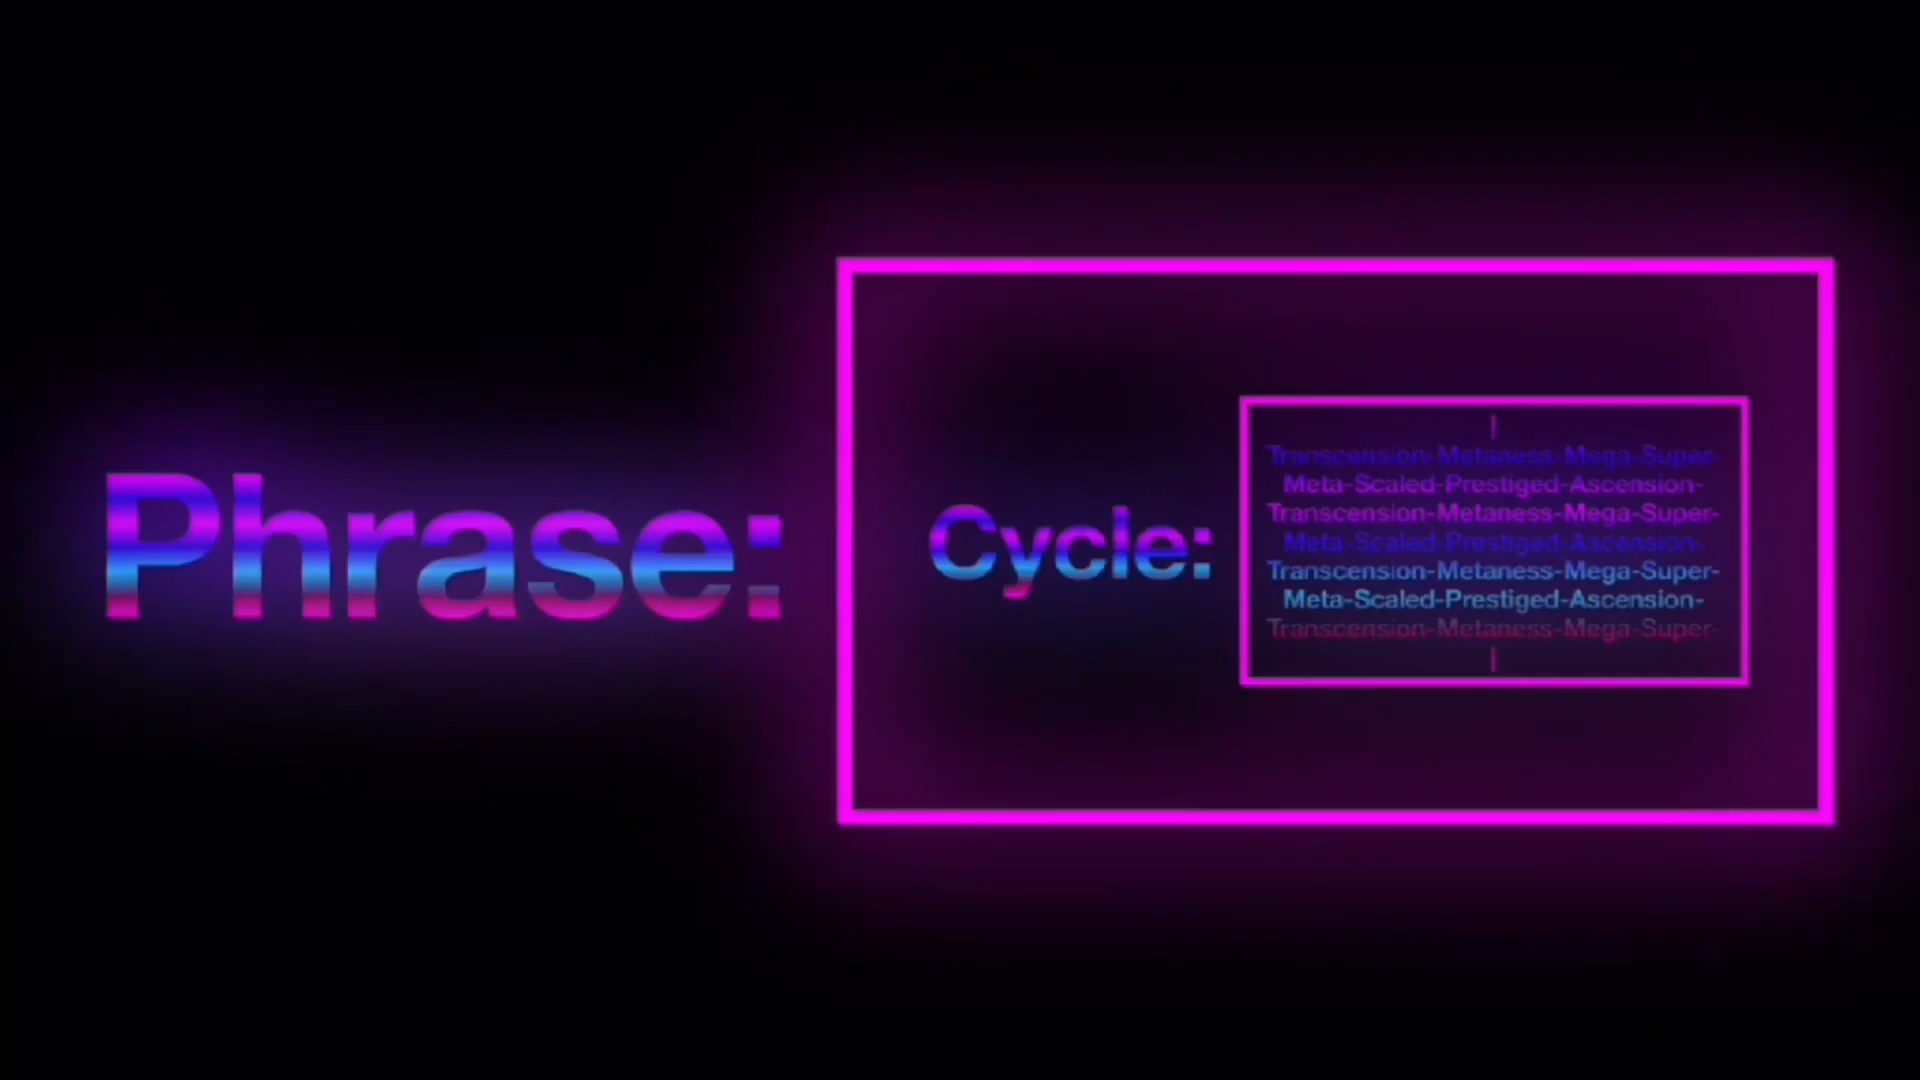 Phrase:
Cycle:
|
Transcension-Metaness-Mega-Super-
Meta-Scaled-Prestiged-Ascension-
Transcension-Metaness-Mega-Super-
Meta-Scaled-Prestiged-Ascension-
Transcension-Metaness-Mega-Super-
Meta-Scaled-Prestiged-Ascension-
Transcension-Metaness-Mega-Super-
|